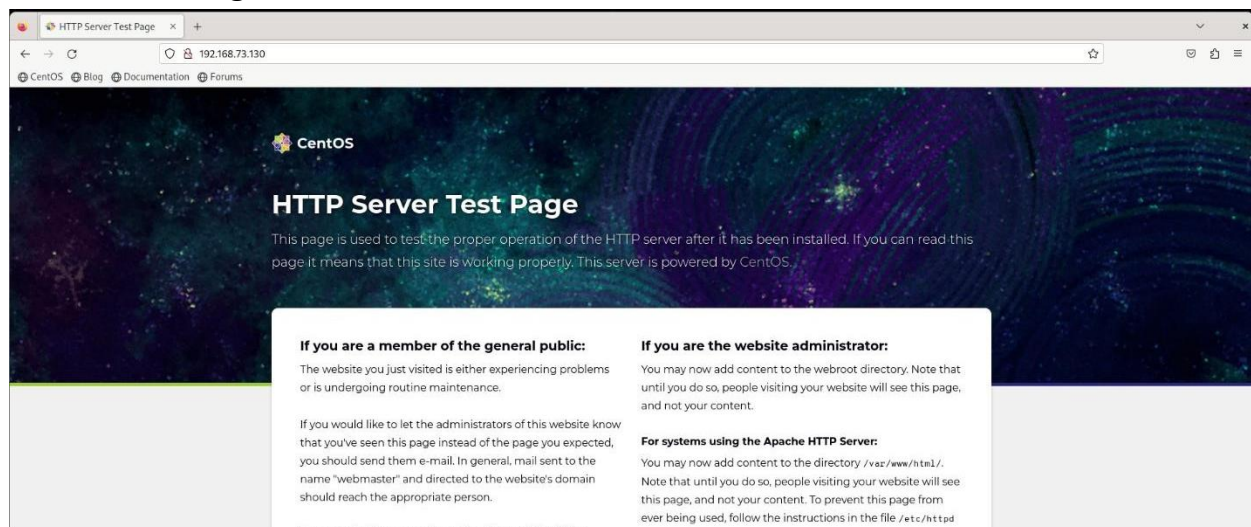 HTTP Server Test Page
192.168.73.130
CentOS Blog Documentation Forums
CentOS
HTTP Server Test Page
This page is used to test the proper operation of the HTTP server after it has been installed. If you can read this
page it means that this site is working properly. This server is powered by CentOS.
If you are a member of the general public:
The website you just visited is either experiencing problems
or is undergoing routine maintenance.
If you would like to let the administrators of this website know
that you've seen this page instead of the page you expected,
you should send them e-mail. In general, mail sent to the
name "webmaster" and directed to the website's domain
should reach the appropriate person.
If you are the website administrator:
You may now add content to the webroot directory. Note that
until you do so, people visiting your website will see this page,
and not your content.
For systems using the Apache HTTP Server:
You may now add content to the directory /var/www/html/.
Note that until you do so, people visiting your website will see
this page, and not your content. To prevent this page from
ever being used, follow the instructions in the file /etc/httpd